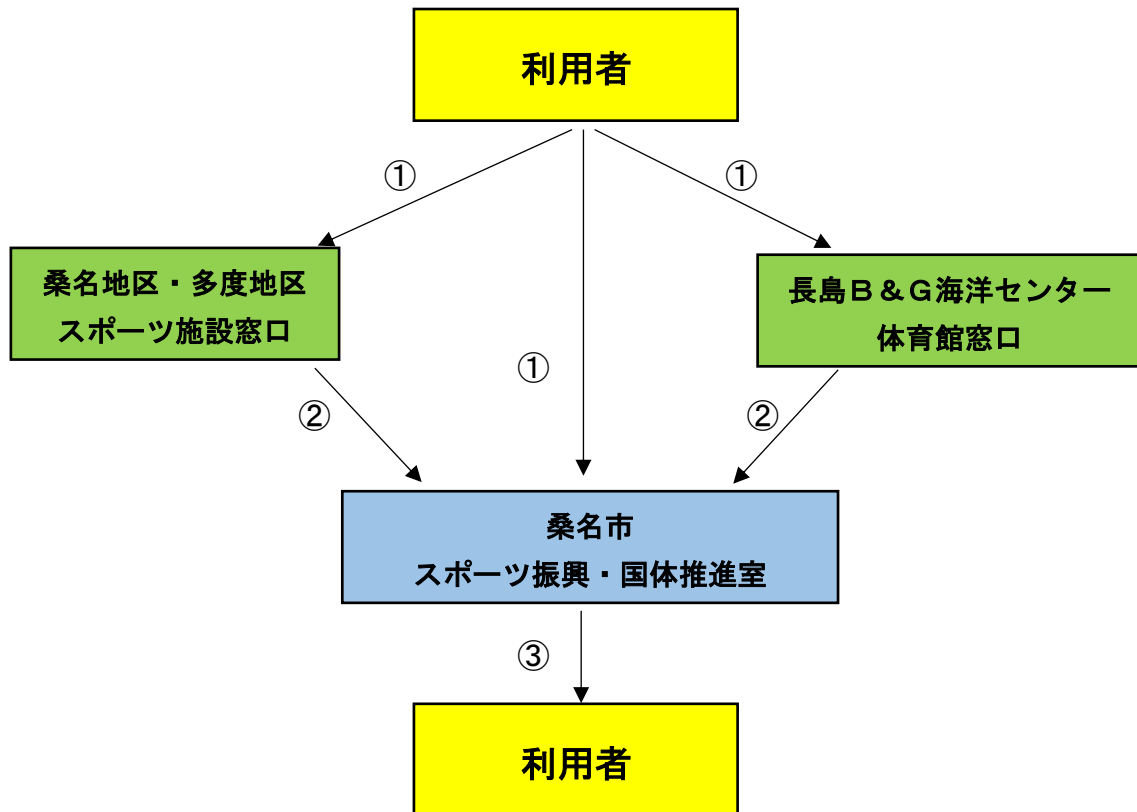 利用者
①
①
桑名地区・多度地区
スポーツ施設窓口
長島Ｂ＆Ｇ海洋センター
体育館窓口
①
②
②
桑名市
スポーツ振興・国体推進室
③
利用者